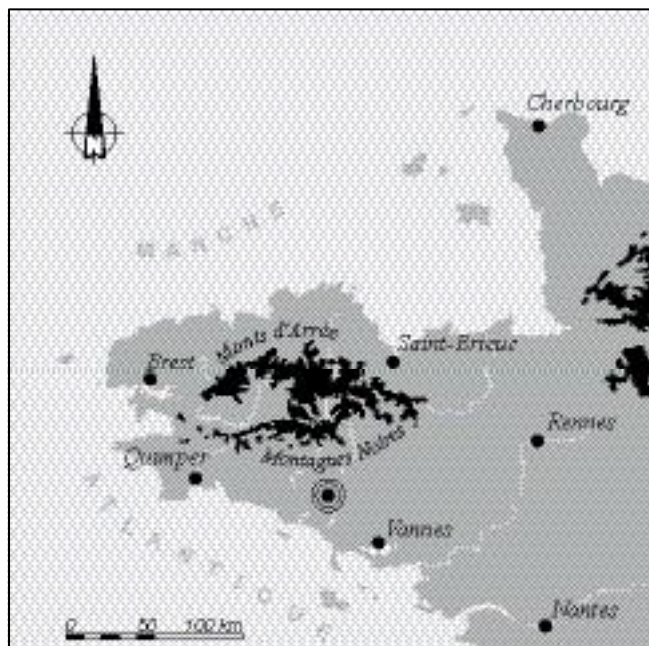 Cherbourg
N
MANCHE
Monts d'Arrée
Saint-Brieuc
Brest
Rennes
Quimper
Montagnes Noires
ATLANTIQUE
Vannes
Nantes
0 50 100 km